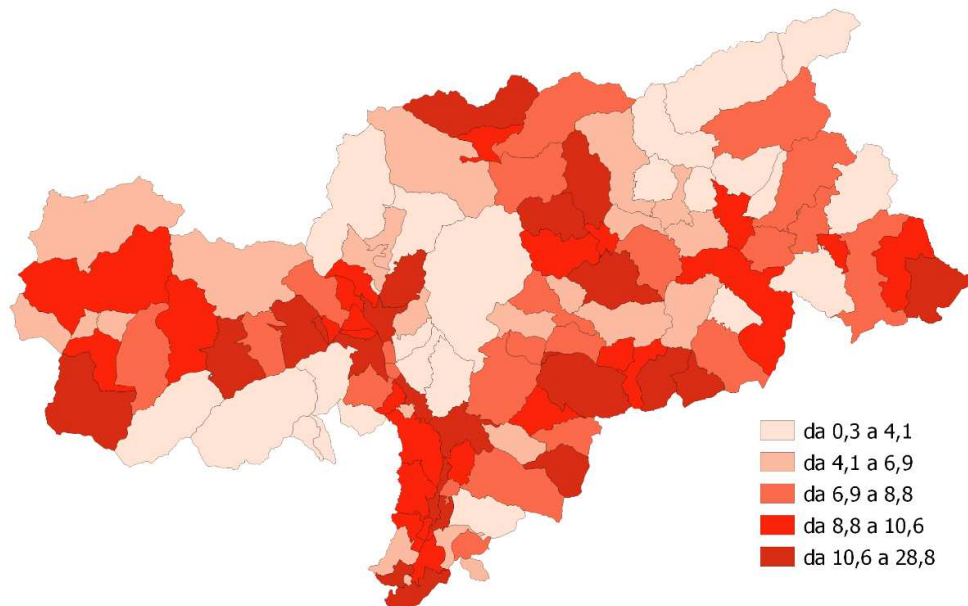 da 0,3 a 4,1
da 4,1 a 6,9
da 6,9 a 8,8
da 8,8 a 10,6
da 10,6 a 28,8